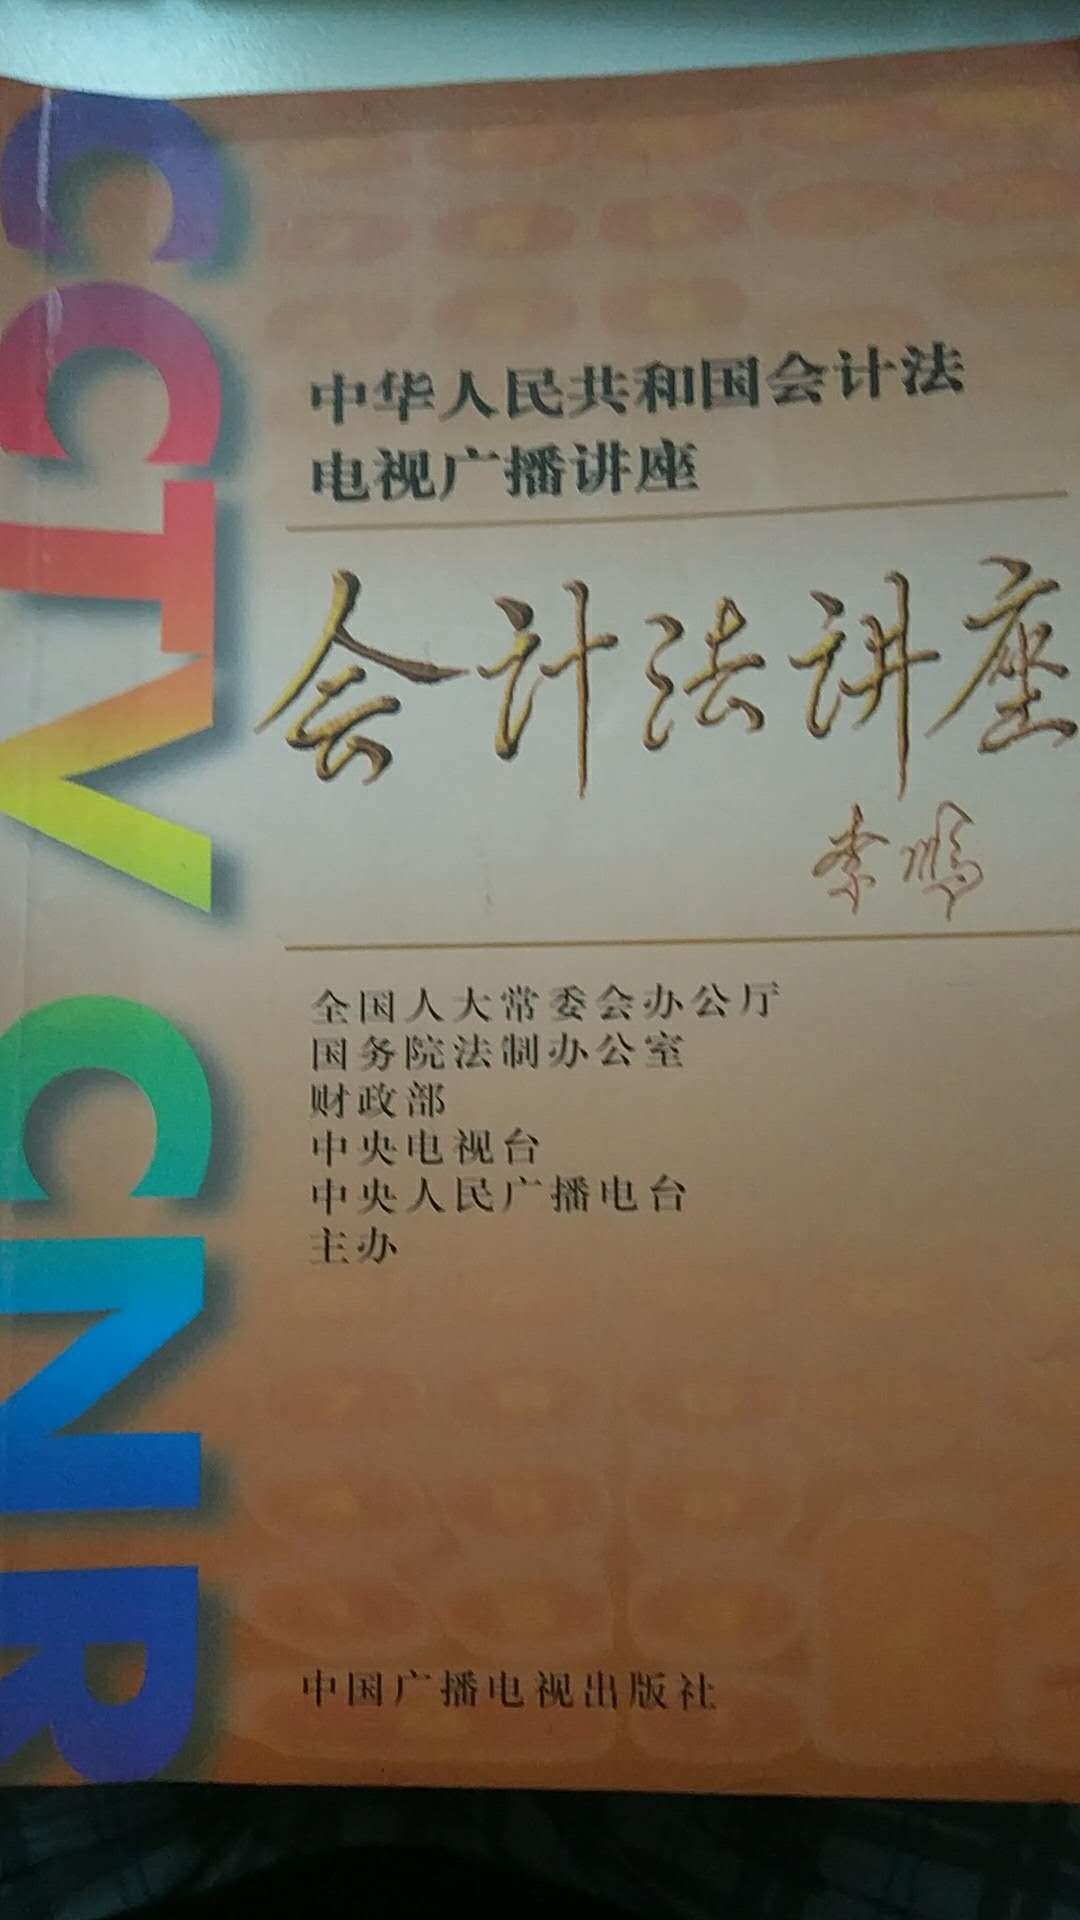 CCTV CNR
中华人民共和国会计法
电视广播讲座
会计法讲座
李鹏
全国人大常委会办公厅
国务院法制办公室
财政部
中央电视台
中央人民广播电台
主办
中国广播电视出版社